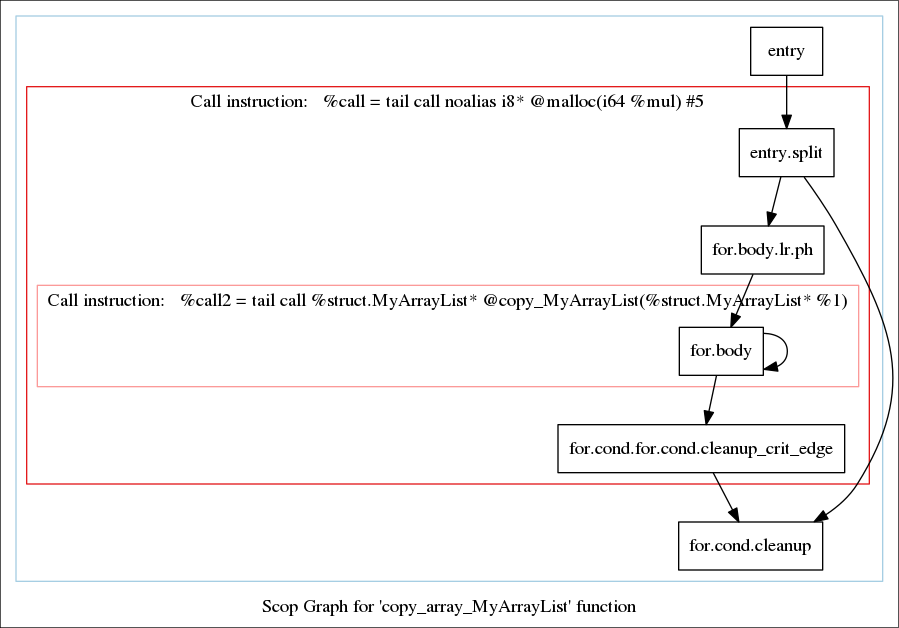 entry
Call instruction: %call = tail call noalias i8* @malloc(i64 %mul) #5
entry.split
for.body.lr.ph
Call instruction: %call2 = tail call %struct.MyArrayList* @copy_MyArrayList(%struct.MyArrayList* %1)
for.body
for.cond.for.cond.cleanup_crit_edge
for.cond.cleanup
Scop Graph for 'copy_array_MyArrayList' function